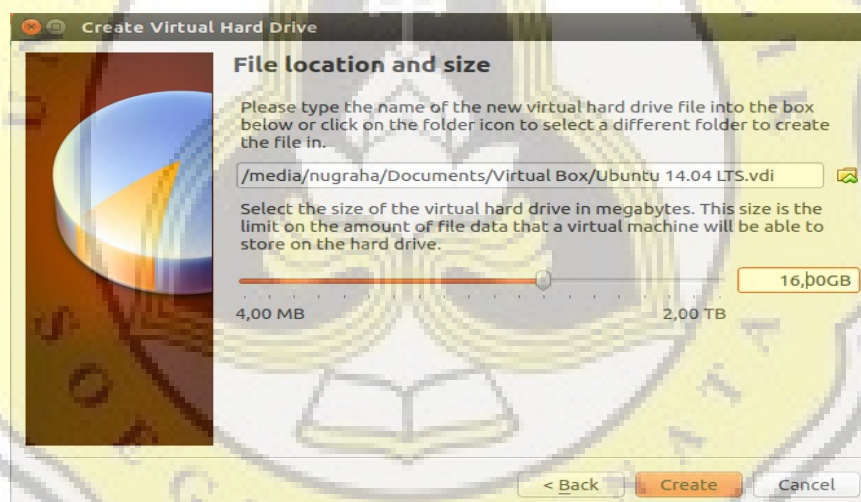 Create Virtual Hard Drive
File location and size
Please type the name of the new virtual hard drive file into the box
below or click on the folder icon to select a different folder to create
the file in.
/media/nugraha/Documents/Virtual Box/Ubuntu 14.04 LTS.vdi
Select the size of the virtual hard drive in megabytes. This size is the
limit on the amount of file data that a virtual machine will be able to
store on the hard drive.
16,00GB
4,00 MB 2,00 TB
< Back Create Cancel